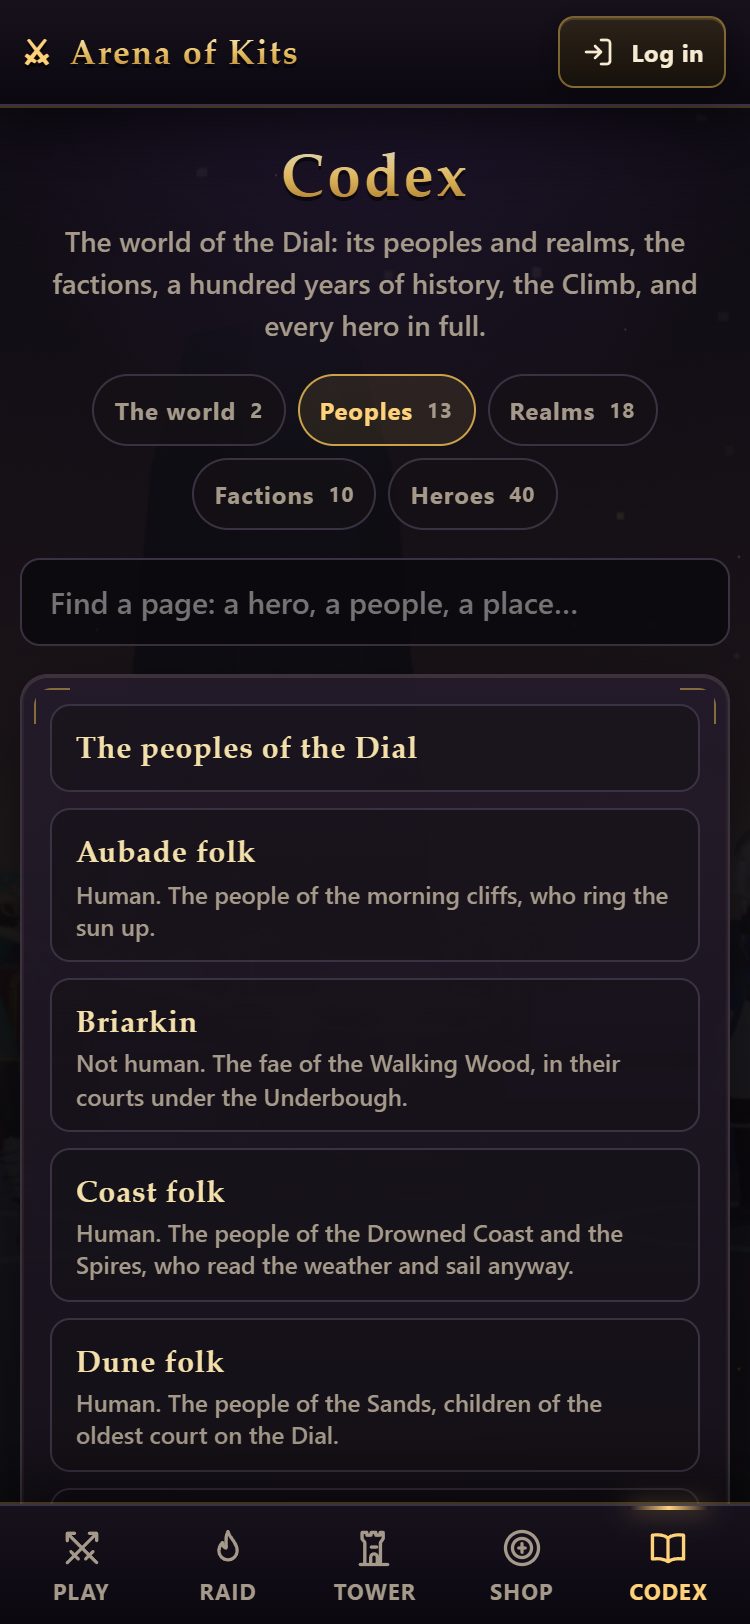 Arena of Kits
Log in
Codex
The world of the Dial: its peoples and realms, the
factions, a hundred years of history, the Climb, and
every hero in full.
The world 2
Peoples 13
Realms 18
Factions 10
Heroes 40
Find a page: a hero, a people, a place...
The peoples of the Dial
Aubade folk
Human. The people of the morning cliffs, who ring the
sun up.
Briarkin
Not human. The fae of the Walking Wood, in their
courts under the Underbough.
Coast folk
Human. The people of the Drowned Coast and the
Spires, who read the weather and sail anyway.
Dune folk
Human. The people of the Sands, children of the
oldest court on the Dial.
PLAY
RAID
TOWER
SHOP
CODEX